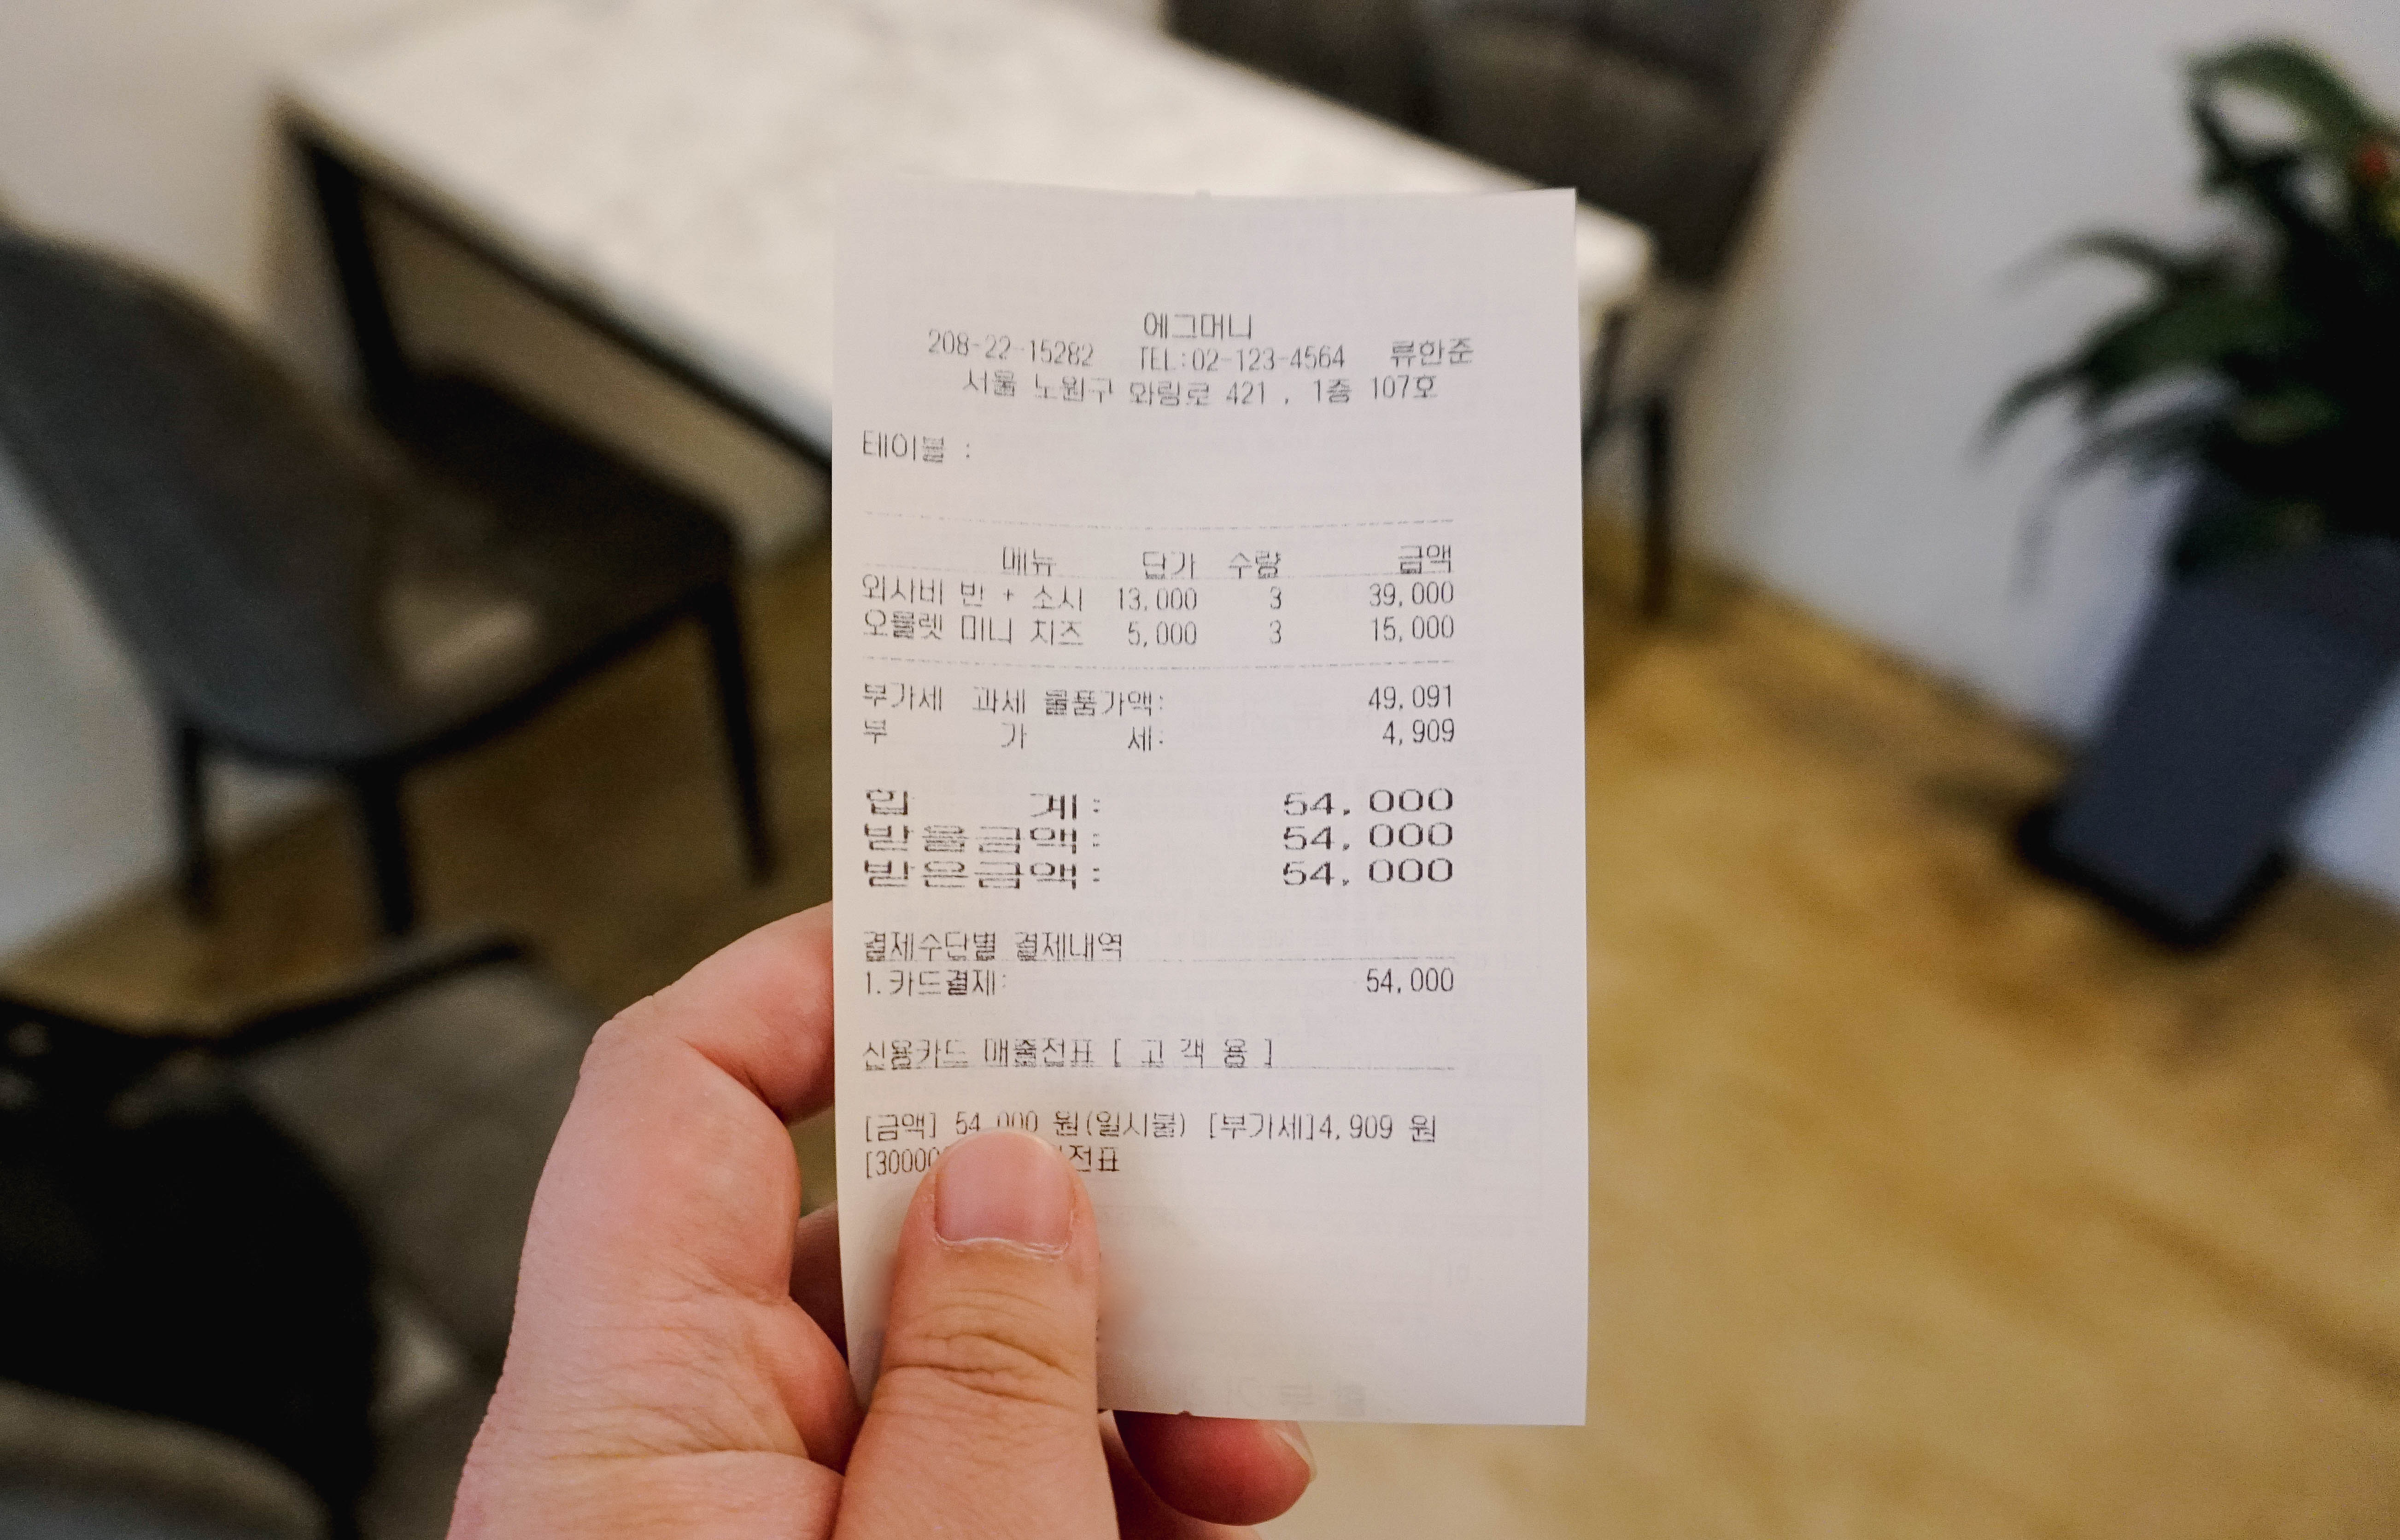 에그머니
208-22-15282 TEL:02-123-4564 류한준
서울 노원구 화랑로 421 , 1층 107호
테이블 :
메뉴 단가 수량 금액
외사비 반 + 소시 13,000 3 39,000
오믈렛 미니 치즈 5,000 3 15,000
부가세 과세 물품가액: 49,091
부 가 세: 4,909
합 계: 54,000
받을금액: 54,000
받은금액: 54,000
결제수단별 결제내역
1.카드결제: 54,000
신용카드 매출전표 [ 고 객 용 ]
[금액] 54,000 원(일시불) [부가세]4,909 원